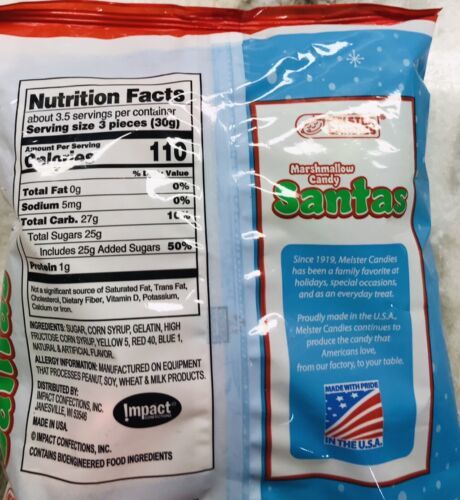 Nutrition Facts
about 3.5 servings per container
Serving size 3 pieces (30g)
Amount Per Serving
Calories 110
% Daily Value
Total Fat 0g 0%
Sodium 5mg 0%
Total Carb. 27g 10%
Total Sugars 25g
Includes 25g Added Sugars 50%
Protein 1g
Not a significant source of Saturated Fat, Trans Fat,
Cholesterol, Dietary Fiber, Vitamin D, Potassium,
Calcium or Iron.
INGREDIENTS: SUGAR, CORN SYRUP, GELATIN, HIGH
FRUCTOSE CORN SYRUP, YELLOW 5, RED 40, BLUE 1,
NATURAL & ARTIFICIAL FLAVOR.
ALLERGY INFORMATION: MANUFACTURED ON EQUIPMENT
THAT PROCESSES PEANUT, SOY, WHEAT & MILK PRODUCTS.
DISTRIBUTED BY:
IMPACT CONFECTIONS, INC.
JANESVILLE, WI 53546
MADE IN USA
© IMPACT CONFECTIONS, INC.
CONTAINS BIOENGINEERED FOOD INGREDIENTS
Impact
MELSTER
CANDIES
Marshmallow
Candy
Santas
Since 1919, Melster Candies
has been a family favorite at
holidays, special occasions,
and as an everyday treat.
Proudly made in the U.S.A.,
Melster Candies continues to
produce the candy that
Americans love,
from our factory, to your table.
MADE WITH PRIDE
IN THE U.S.A.